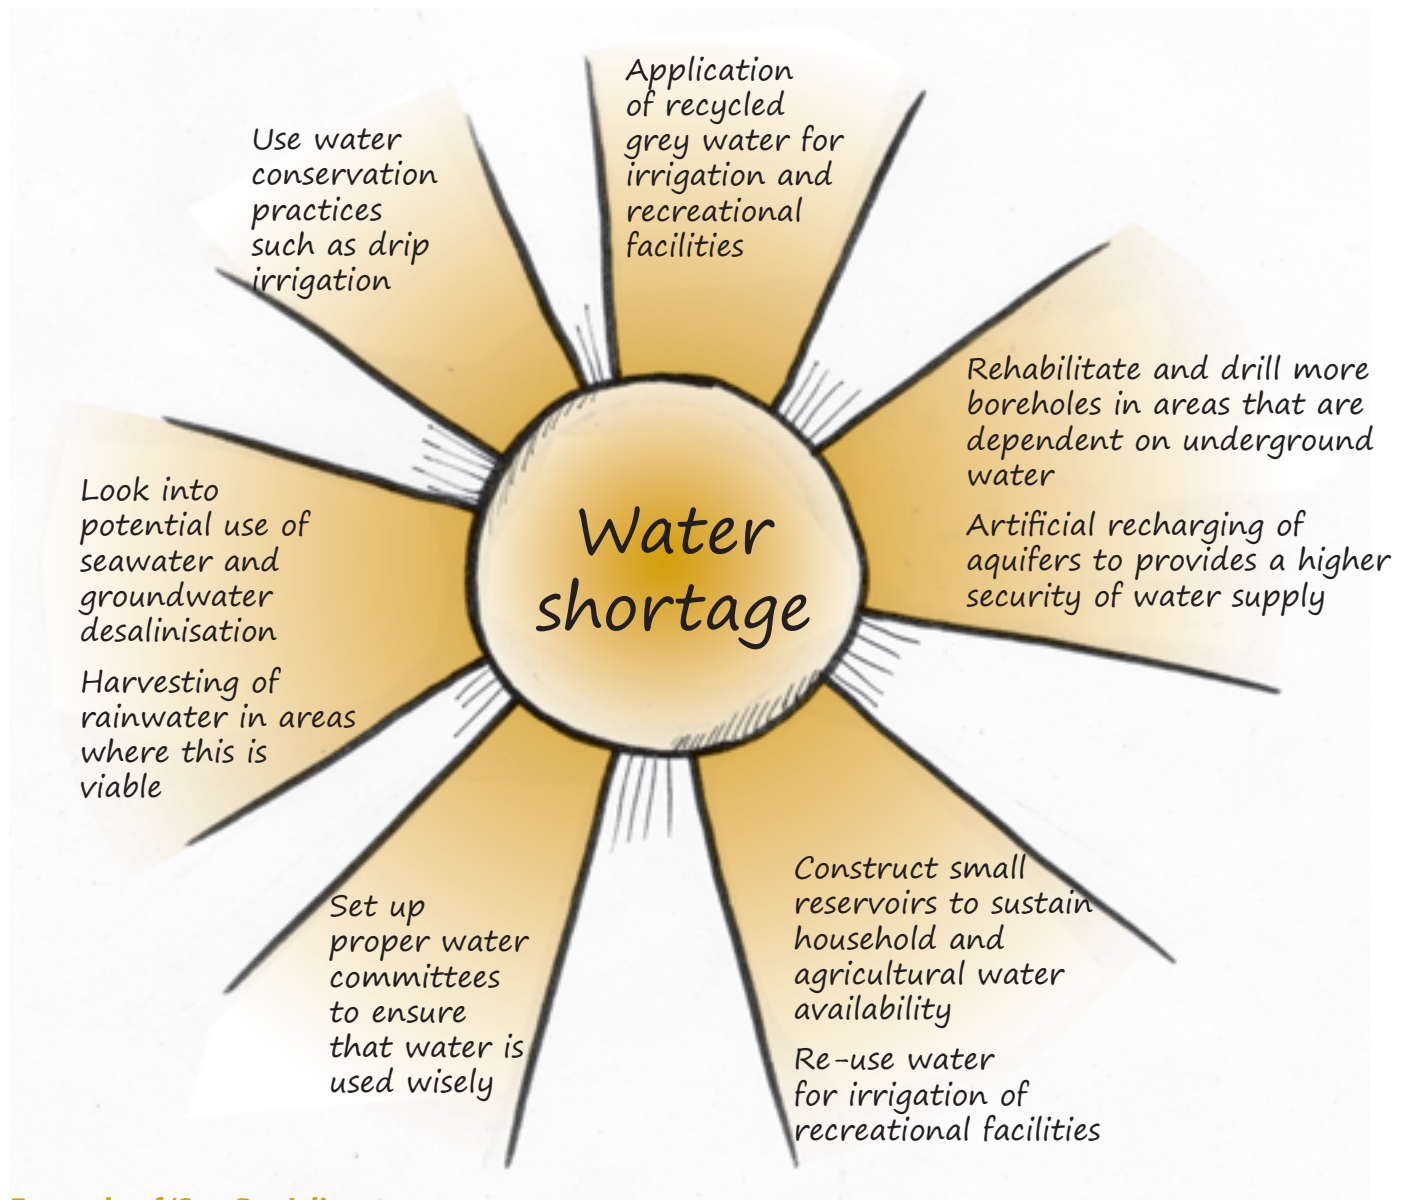 Application
of recycled
grey water for
irrigation and
recreational
facilities
Rehabilitate and drill more
boreholes in areas that are
dependent on underground
water
Artificial recharging of
aquifers to provides a higher
security of water supply
Construct small
reservoirs to sustain
household and
agricultural water
availability
Re-use water
for irrigation of
recreational facilities
Set up
proper water
committees
to ensure
that water is
used wisely
Look into
potential use of
seawater and
groundwater
desalinisation
Harvesting of
rainwater in areas
where this is
viable
Use water
conservation
practices
such as drip
irrigation
Water
shortage